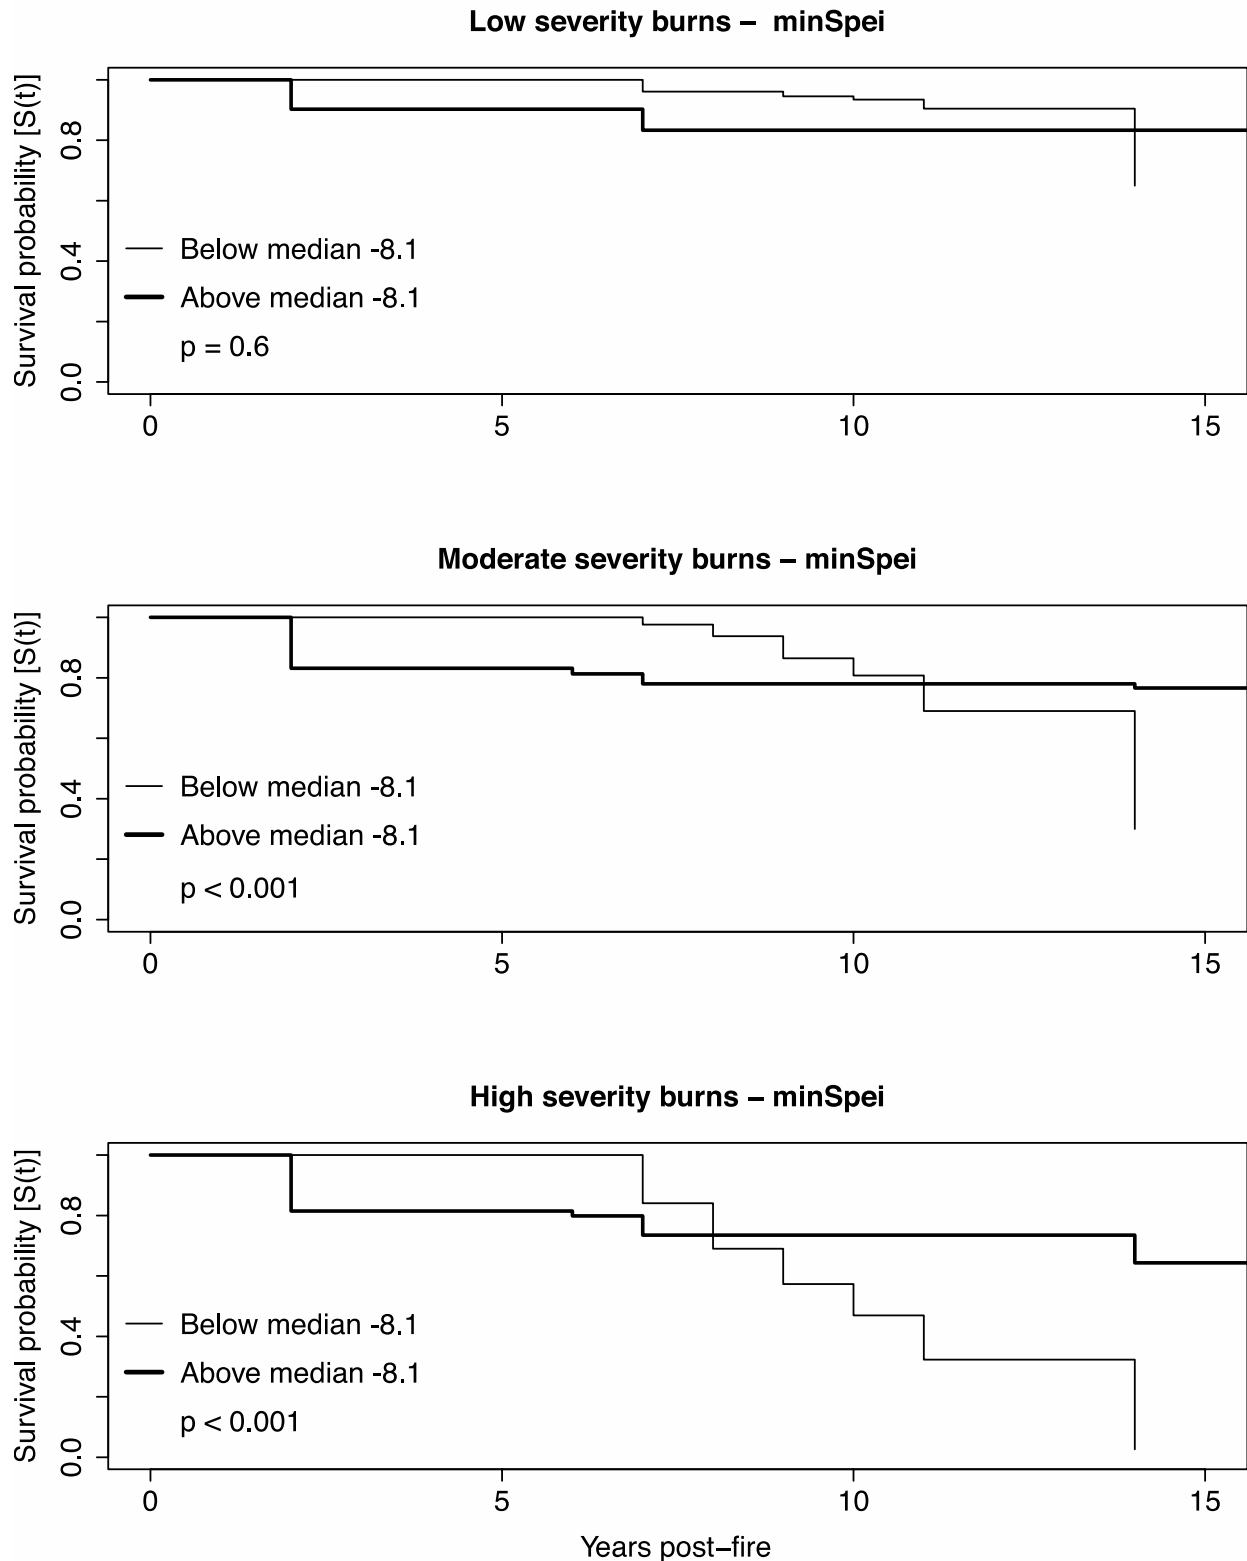 Low severity burns – minSpei
Survival probability [S(t)]
0.8
0.4
0.0
Below median -8.1
Above median -8.1
p = 0.6
0 5 10 15
Moderate severity burns – minSpei
Survival probability [S(t)]
0.8
0.4
0.0
Below median -8.1
Above median -8.1
p < 0.001
0 5 10 15
High severity burns – minSpei
Survival probability [S(t)]
0.8
0.4
0.0
Below median -8.1
Above median -8.1
p < 0.001
0 5 10 15
Years post–fire